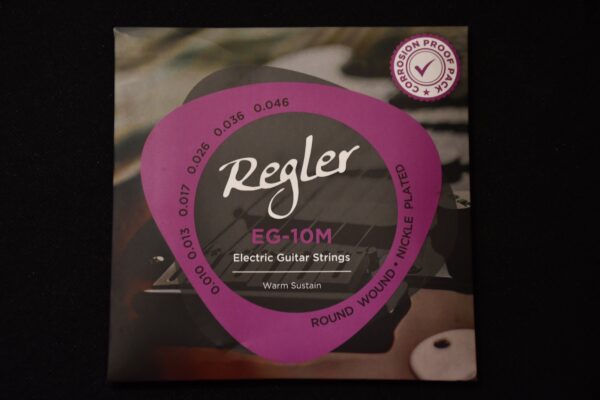 CORROSION PROOF PACK ★
0.010 0.013 0.017 0.026 0.036 0.046
Regler
EG-10M
Electric Guitar Strings
Warm Sustain
ROUND WOUND • NICKLE PLATED